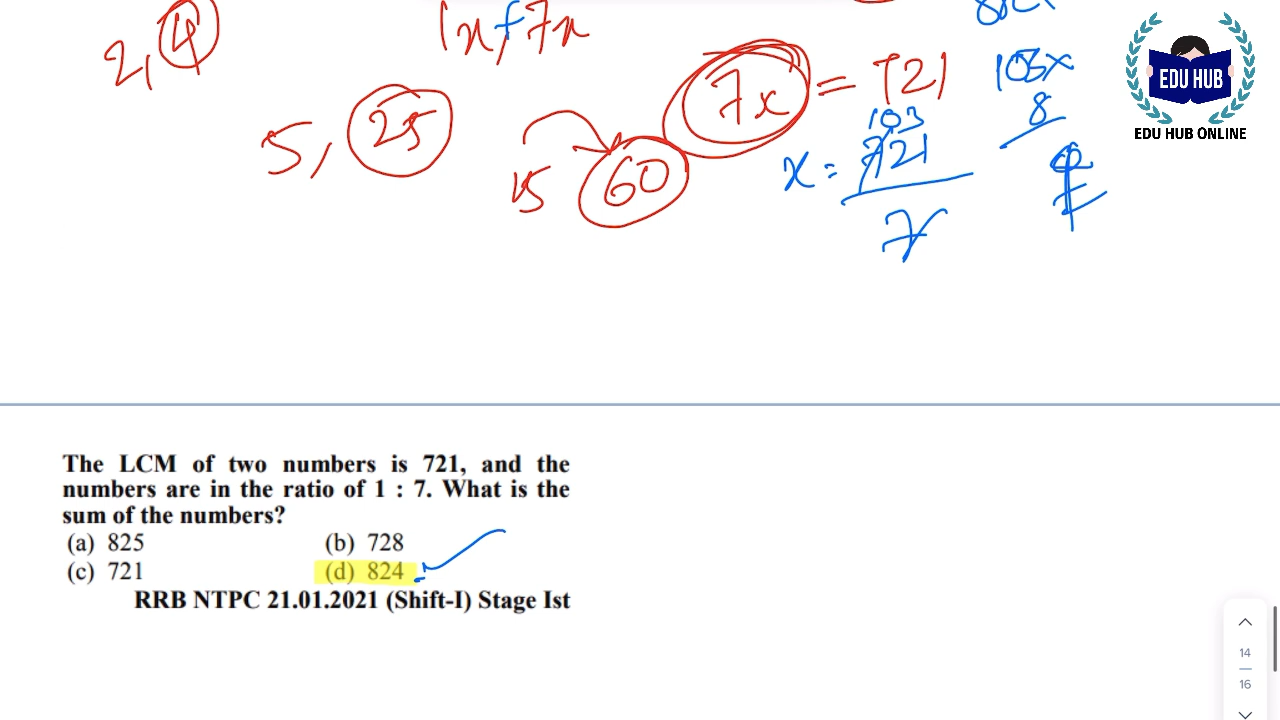 2, 4
1x, 7x
7x = 721
103x
8
EDU HUB
EDU HUB ONLINE
5, 25
15 60
103
x = 721
7
The LCM of two numbers is 721, and the
numbers are in the ratio of 1 : 7. What is the
sum of the numbers?
(a) 825 (b) 728
(c) 721 (d) 824
RRB NTPC 21.01.2021 (Shift-I) Stage Ist
14
16